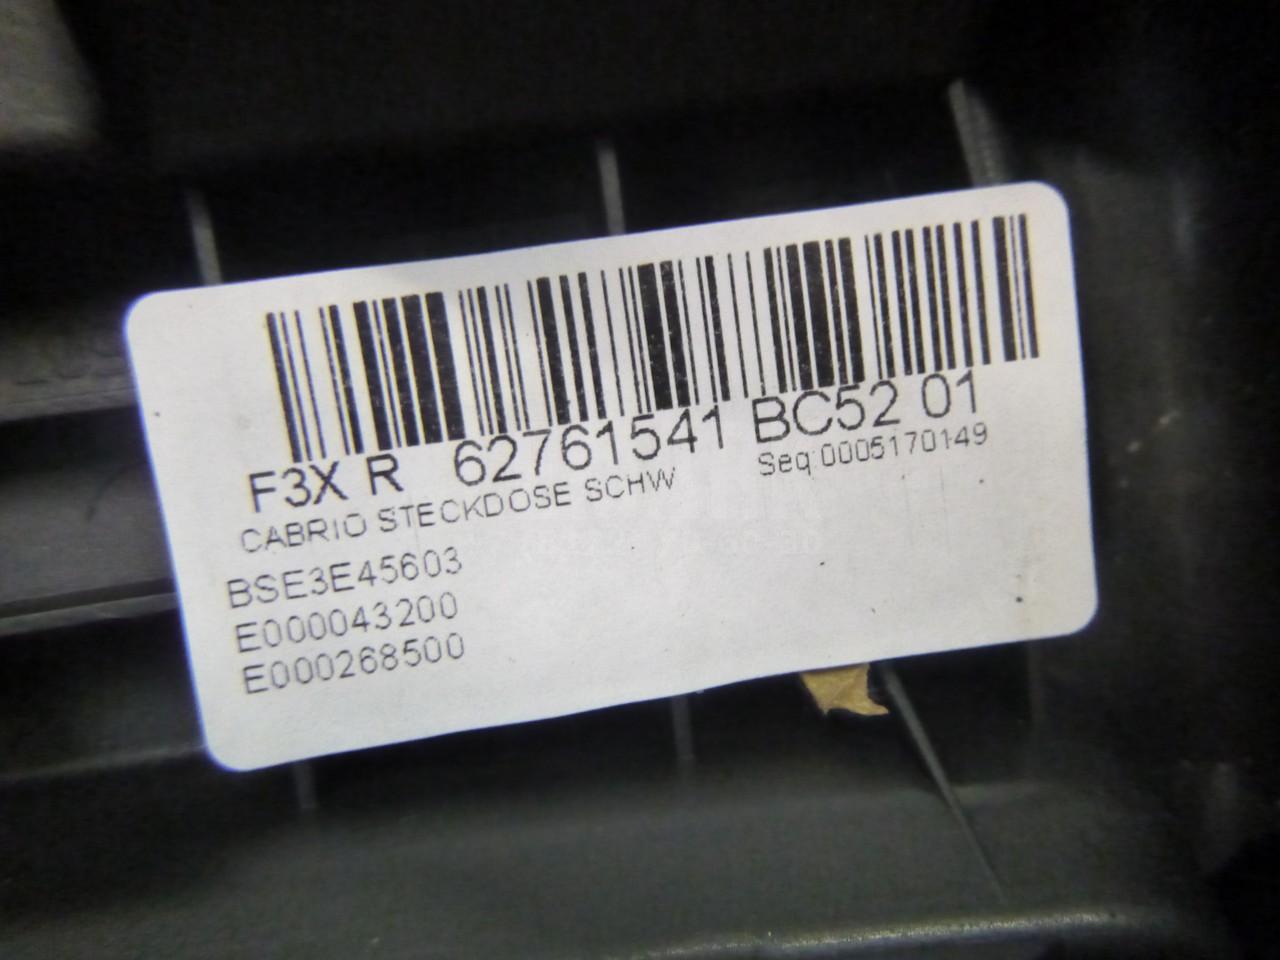 F3X R 62761541 BC52 01
CABRIO STECKDOSE SCHW Seq:0005170149
BSE3E45603
E000043200
E000268500